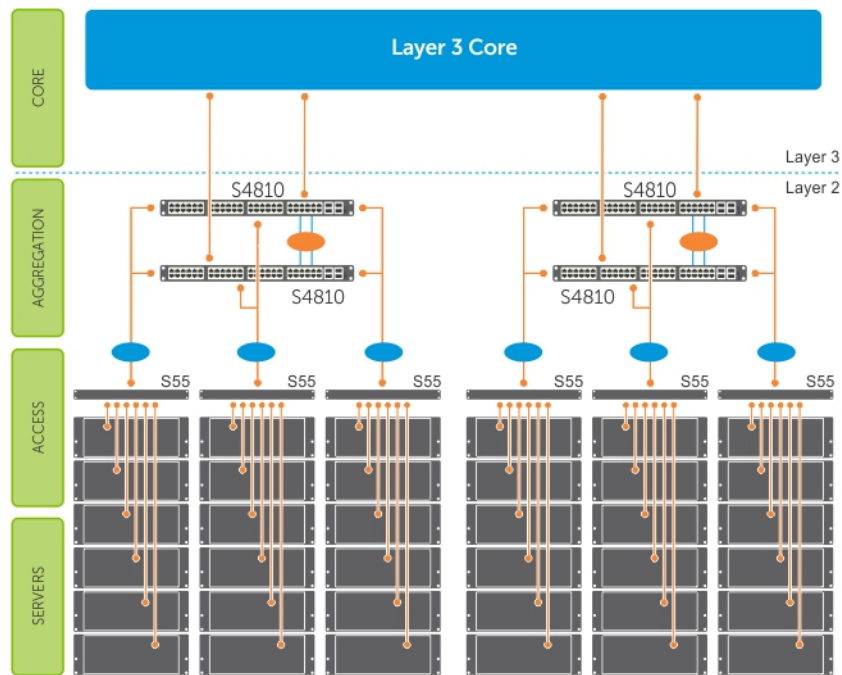 CORE
Layer 3 Core
Layer 3
Layer 2
AGGREGATION
S4810
S4810
S4810
S4810
ACCESS
S55
S55
S55
S55
S55
S55
SERVERS